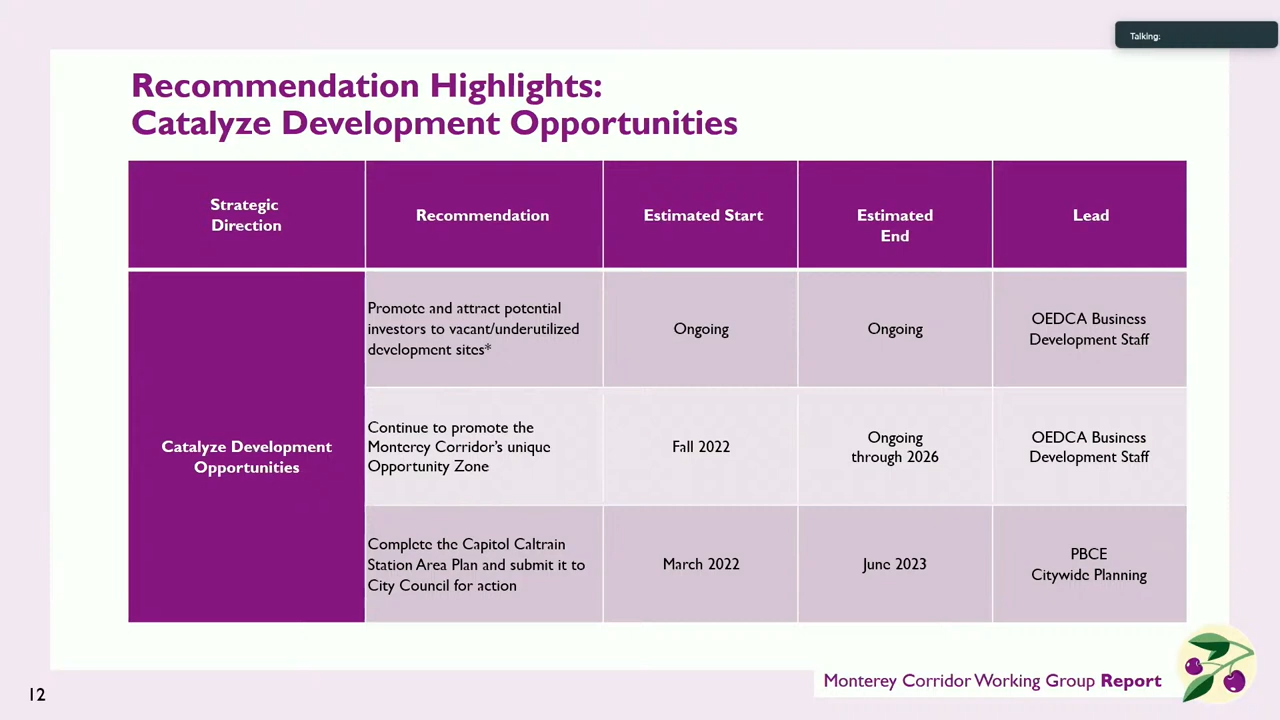 Talking:
Recommendation Highlights:
Catalyze Development Opportunities
Strategic
Direction
Recommendation
Estimated Start
Estimated
End
Lead
Catalyze Development
Opportunities
Promote and attract potential
investors to vacant/underutilized
development sites*
Ongoing
Ongoing
OEDCA Business
Development Staff
Continue to promote the
Monterey Corridor's unique
Opportunity Zone
Fall 2022
Ongoing
through 2026
OEDCA Business
Development Staff
Complete the Capitol Caltrain
Station Area Plan and submit it to
City Council for action
March 2022
June 2023
PBCE
Citywide Planning
Monterey Corridor Working Group Report
12